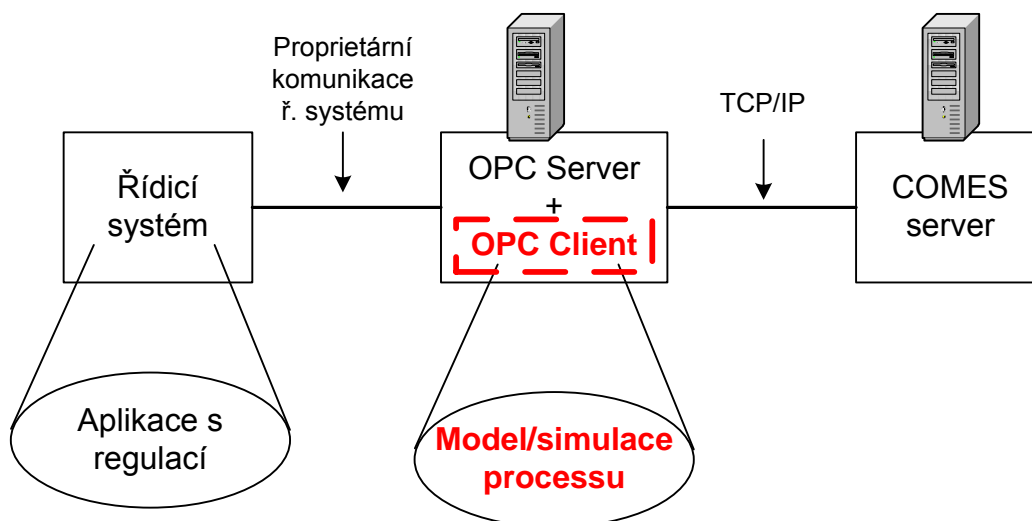 Proprietární
komunikace
ř. systému
TCP/IP
Řídicí
systém
OPC Server
+
OPC Client
COMES
server
Aplikace s
regulací
Model/simulace
processu